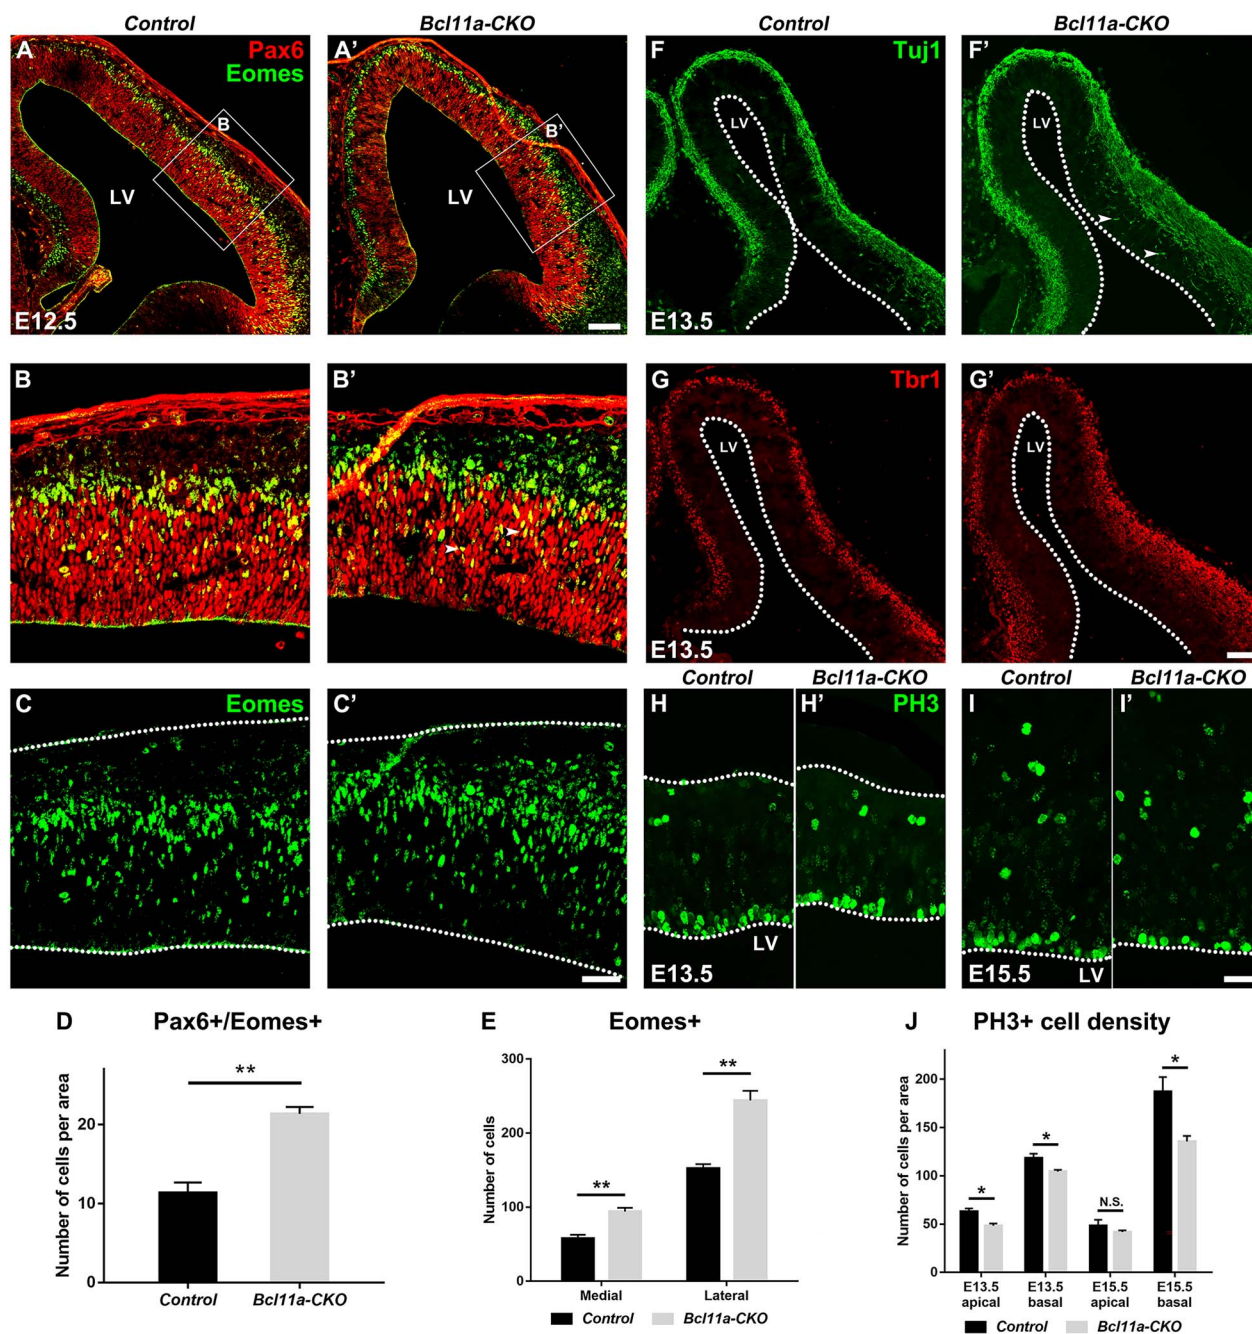 Control Bcl11a-CKO Control Bcl11a-CKO
A Pax6 Eomes B LV E12.5
A' B' LV
F Tuj1 LV E13.5
F' LV
B
B'
G Tbr1 LV E13.5
G' LV
Control Bcl11a-CKO Control Bcl11a-CKO
C Eomes
C'
H LV E13.5
H' PH3
I LV E15.5
I'
D Pax6+/Eomes+
Number of cells per area
20
10
0
**
Control Bcl11a-CKO
E Eomes+
Number of cells
300
200
100
0
** **
Medial Lateral
Control Bcl11a-CKO
J PH3+ cell density
Number of cells per area
200
150
100
50
0
* * N.S. *
E13.5 apical E13.5 basal E15.5 apical E15.5 basal
Control Bcl11a-CKO